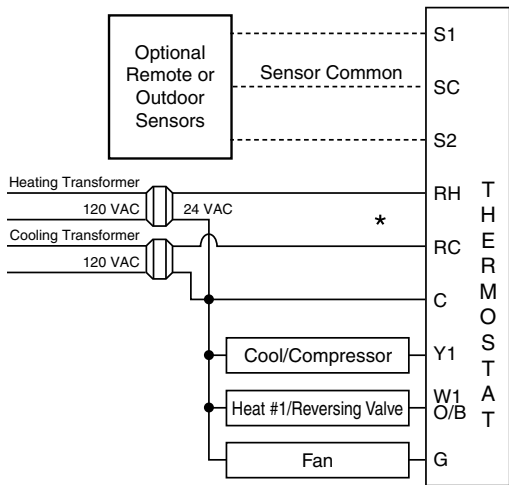 S1
Optional
Remote or
Outdoor
Sensors
Sensor Common
SC
S2
Heating Transformer
RH
120 VAC
24 VAC
*
Cooling Transformer
RC
120 VAC
C
Cool/Compressor
Y1
Heat #1/Reversing Valve
W1
O/B
Fan
G
THERMOSTAT